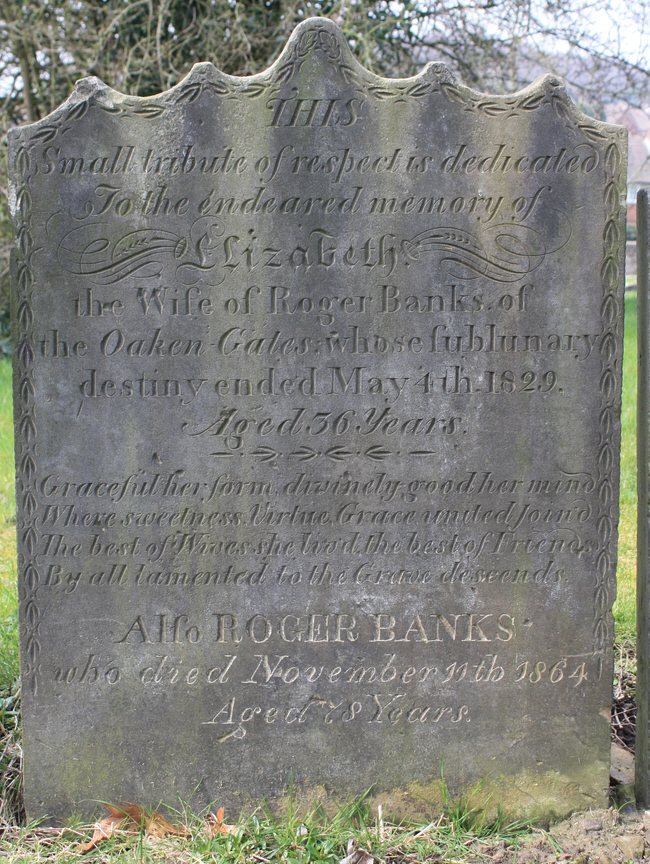 THIS
Small tribute of respect is dedicated
To the endeared memory of
Elizabeth.
the Wife of Roger Banks, of
the Oaken-Gates; whose ſublunary
destiny ended May 4th. 1829.
Aged 36 Years.
Graceful her form, divinely good her mind
Where sweetness, Virtue, Grace, united Joind
The best of Wives she livd, the best of Friends,
By all lamented to the Grave descends.
Alſo ROGER BANKS
who died November 11th 1864
Aged 78 Years.